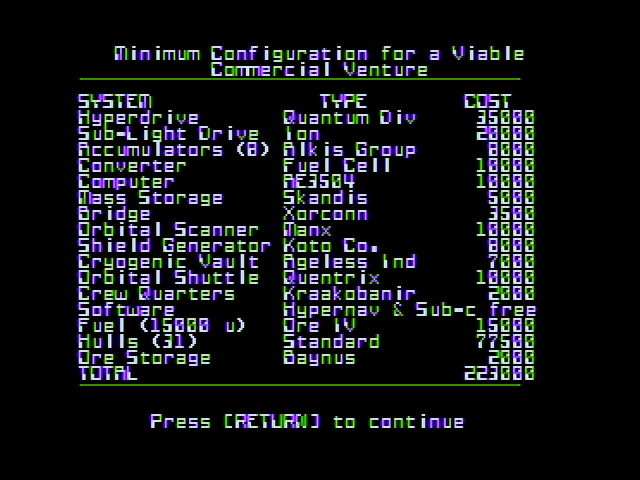 Minimum Configuration for a Viable
Commercial Venture
SYSTEM TYPE COST
Hyperdrive Quantum Div 35000
Sub-Light Drive Ion 20000
Accumulators (8) Alkis Group 8000
Converter Fuel Cell 10000
Computer AE3504 10000
Mass Storage Skandis 5000
Bridge Xorconn 3500
Orbital Scanner Manx 10000
Shield Generator Koto Co. 8000
Cryogenic Vault Ageless Ind 7000
Orbital Shuttle Quentrix 10000
Crew Quarters Kraakobanir 2000
Software Hypernav & Sub-c free
Fuel (15000 u) Ore IV 15000
Hulls (31) Standard 77500
Ore Storage Baynus 2000
TOTAL 223000
Press [RETURN] to continue